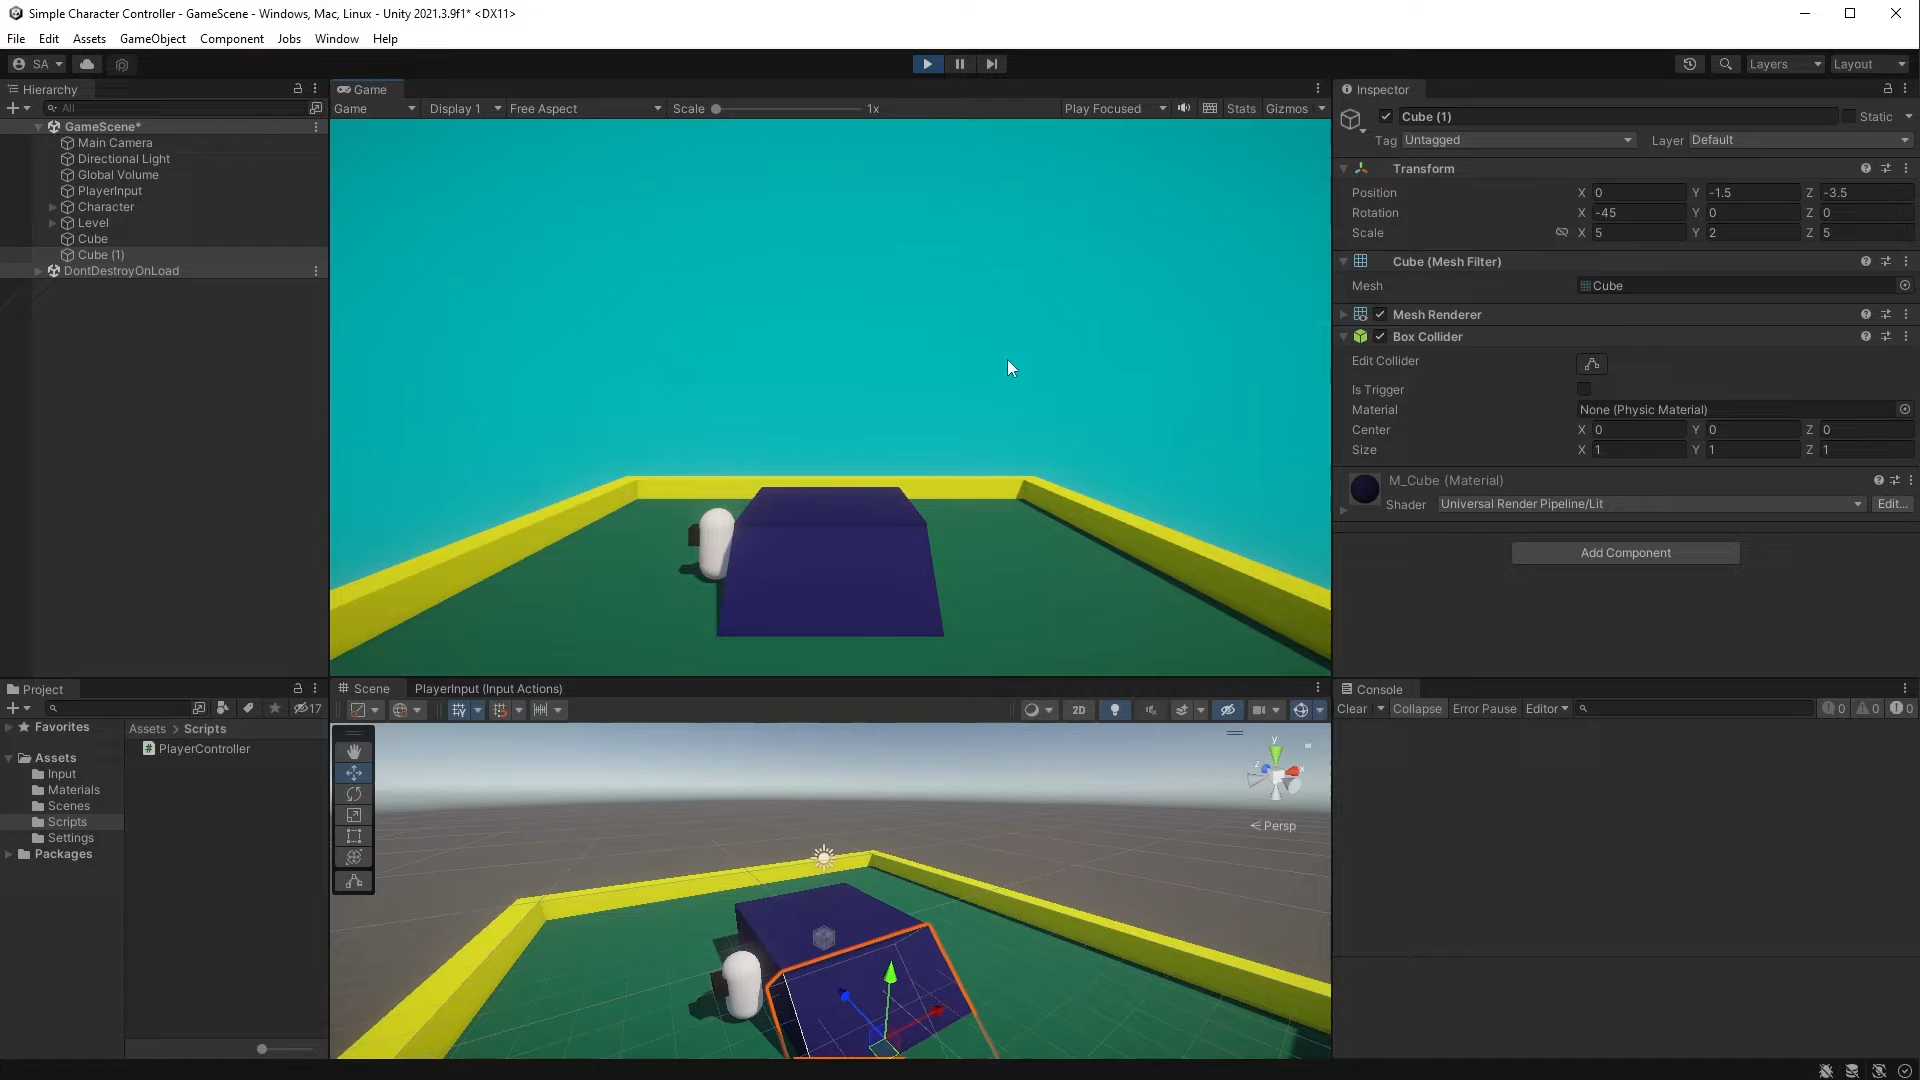 Simple Character Controller - GameScene - Windows, Mac, Linux - Unity 2021.3.9f1* <DX11>
File Edit Assets GameObject Component Jobs Window Help
SA Layers Layout
Hierarchy
All
GameScene*
Main Camera
Directional Light
Global Volume
PlayerInput
Character
Level
Cube
Cube (1)
DontDestroyOnLoad
Game
Game Display 1 Free Aspect Scale 1x Play Focused Stats Gizmos
Inspector
Cube (1) Static
Tag Untagged Layer Default
Transform
Position X 0 Y -1.5 Z -3.5
Rotation X -45 Y 0 Z 0
Scale X 5 Y 2 Z 5
Cube (Mesh Filter)
Mesh Cube
Mesh Renderer
Box Collider
Edit Collider
Is Trigger
Material None (Physic Material)
Center X 0 Y 0 Z 0
Size X 1 Y 1 Z 1
M_Cube (Material)
Shader Universal Render Pipeline/Lit Edit...
Add Component
Project
17
Favorites
Assets
Input
Materials
Scenes
Scripts
Settings
Packages
Assets > Scripts
PlayerController
Scene PlayerInput (Input Actions)
2D
y
z x
< Persp
Console
Clear Collapse Error Pause Editor 0 0 0